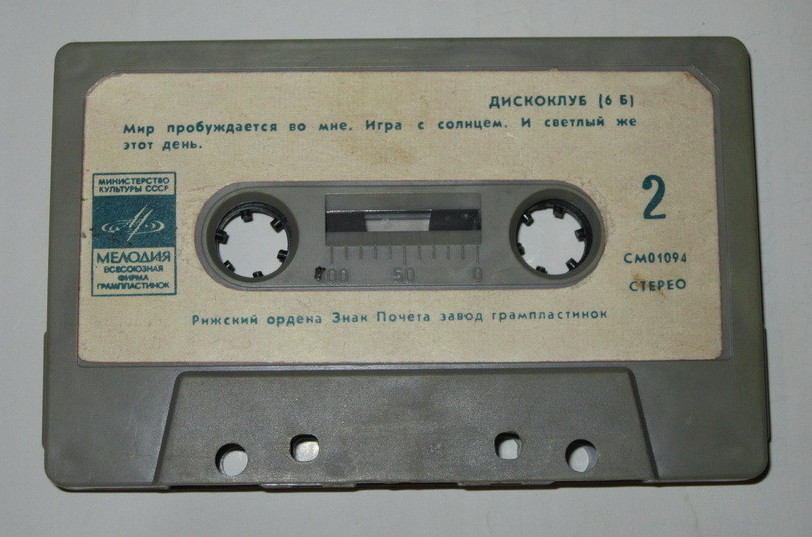 ДИСКОКЛУБ (6 Б)
Мир пробуждается во мне. Игра с солнцем. И светлый же
этот день.
МИНИСТЕРСТВО
КУЛЬТУРЫ СССР
МЕЛОДИЯ
ВСЕСОЮЗНАЯ
ФИРМА
ГРАМПЛАСТИНОК
2
СМ01094
СТЕРЕО
100 50 0
Рижский ордена Знак Почета завод грампластинок